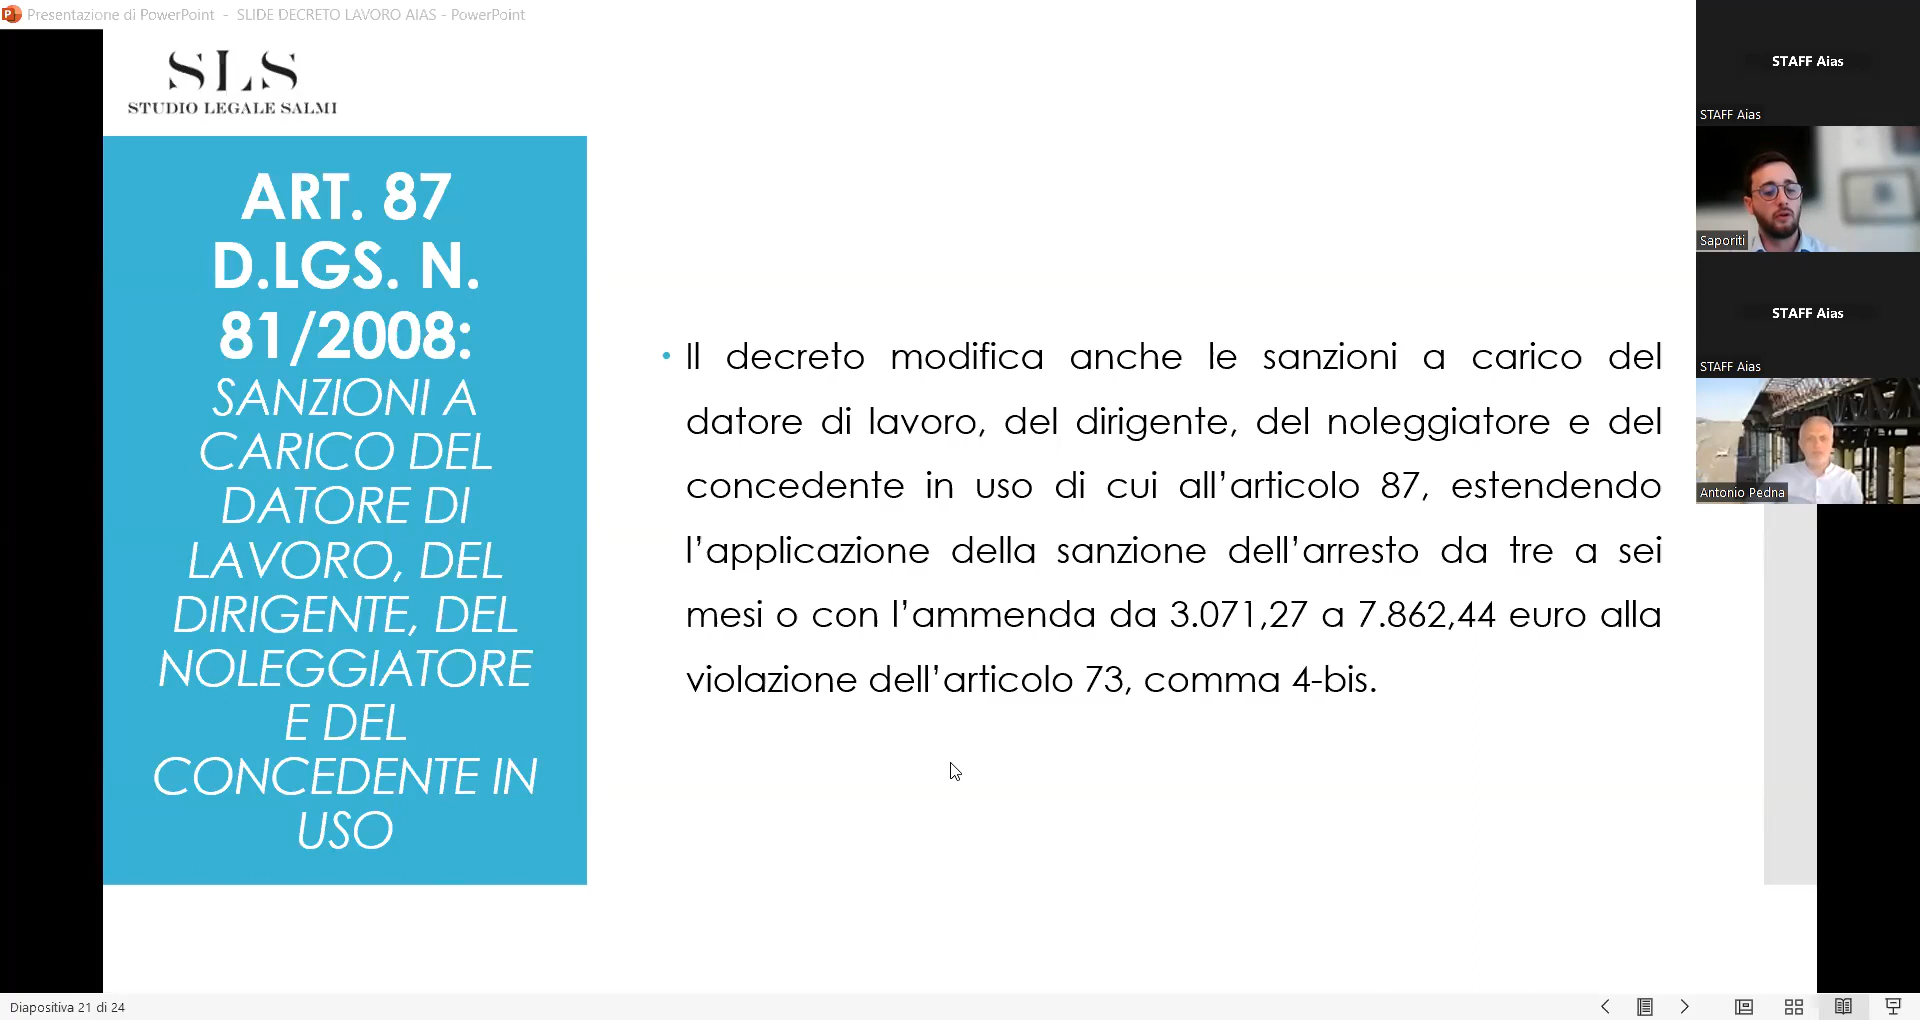 Presentazione di PowerPoint - SLIDE DECRETO LAVORO AIAS - PowerPoint
SLS
STUDIO LEGALE SALMI
ART. 87
D.LGS. N.
81/2008:
SANZIONI A
CARICO DEL
DATORE DI
LAVORO, DEL
DIRIGENTE, DEL
NOLEGGIATORE
E DEL
CONCEDENTE IN
USO
• Il decreto modifica anche le sanzioni a carico del
datore di lavoro, del dirigente, del noleggiatore e del
concedente in uso di cui all’articolo 87, estendendo
l’applicazione della sanzione dell’arresto da tre a sei
mesi o con l’ammenda da 3.071,27 a 7.862,44 euro alla
violazione dell’articolo 73, comma 4-bis.
STAFF Aias
STAFF Aias
Saporiti
STAFF Aias
STAFF Aias
Antonio Pedna
Diapositiva 21 di 24